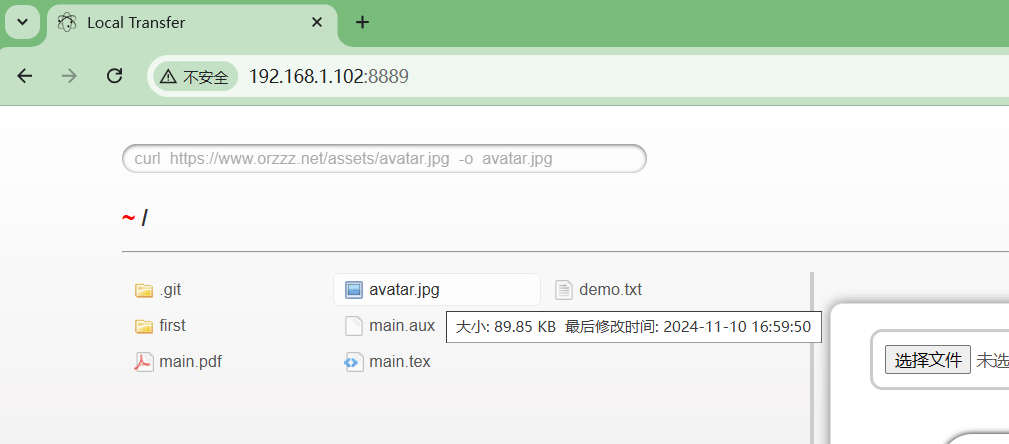 Local Transfer
不安全 192.168.1.102:8889
curl https://www.orzzz.net/assets/avatar.jpg -o avatar.jpg
~ /
.git avatar.jpg demo.txt
first main.aux 大小: 89.85 KB 最后修改时间: 2024-11-10 16:59:50
main.pdf main.tex
选择文件 未选